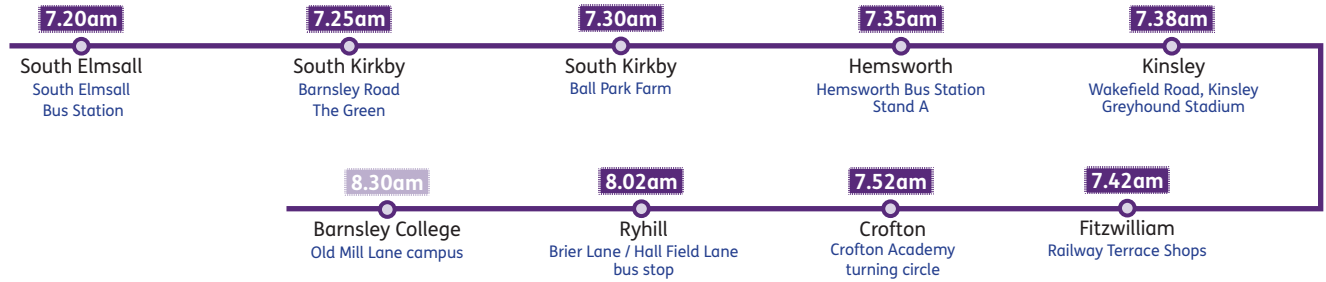 7.20am
South Elmsall
South Elmsall
Bus Station
7.25am
South Kirkby
Barnsley Road
The Green
7.30am
South Kirkby
Ball Park Farm
7.35am
Hemsworth
Hemsworth Bus Station
Stand A
7.38am
Kinsley
Wakefield Road, Kinsley
Greyhound Stadium
7.42am
Fitzwilliam
Railway Terrace Shops
7.52am
Crofton
Crofton Academy
turning circle
8.02am
Ryhill
Brier Lane / Hall Field Lane
bus stop
8.30am
Barnsley College
Old Mill Lane campus